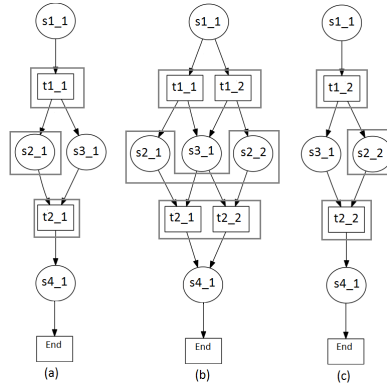 s1_1
t1_1
s2_1 s3_1
t2_1
s4_1
End
(a)
s1_1
t1_1 t1_2
s2_1 s3_1 s2_2
t2_1 t2_2
s4_1
End
(b)
s1_1
t1_2
s3_1 s2_2
t2_2
s4_1
End
(c)